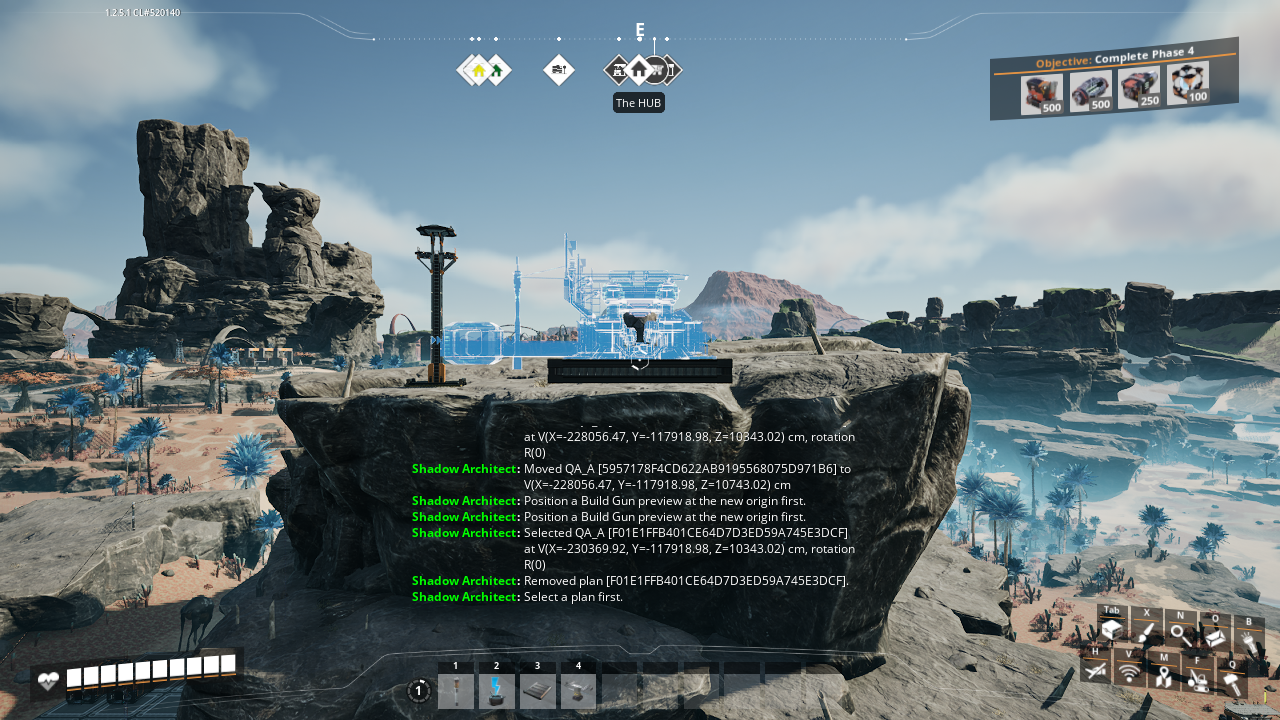 1.2.5.1 CL#520140
E
The HUB
Objective: Complete Phase 4
500
500
250
100
at V(X=-228056.47, Y=-117918.98, Z=10343.02) cm, rotation
R(0)
Shadow Architect: Moved QA_A [5957178F4CD622AB9195568075D971B6] to
V(X=-228056.47, Y=-117918.98, Z=10743.02) cm
Shadow Architect: Position a Build Gun preview at the new origin first.
Shadow Architect: Position a Build Gun preview at the new origin first.
Shadow Architect: Selected QA_A [F01E1FFB401CE64D7D3ED59A745E3DCF]
at V(X=-230369.92, Y=-117918.98, Z=10343.02) cm, rotation
R(0)
Shadow Architect: Removed plan [F01E1FFB401CE64D7D3ED59A745E3DCF].
Shadow Architect: Select a plan first.
Tab X N O B
H V M F Q
1 2 3 4
1